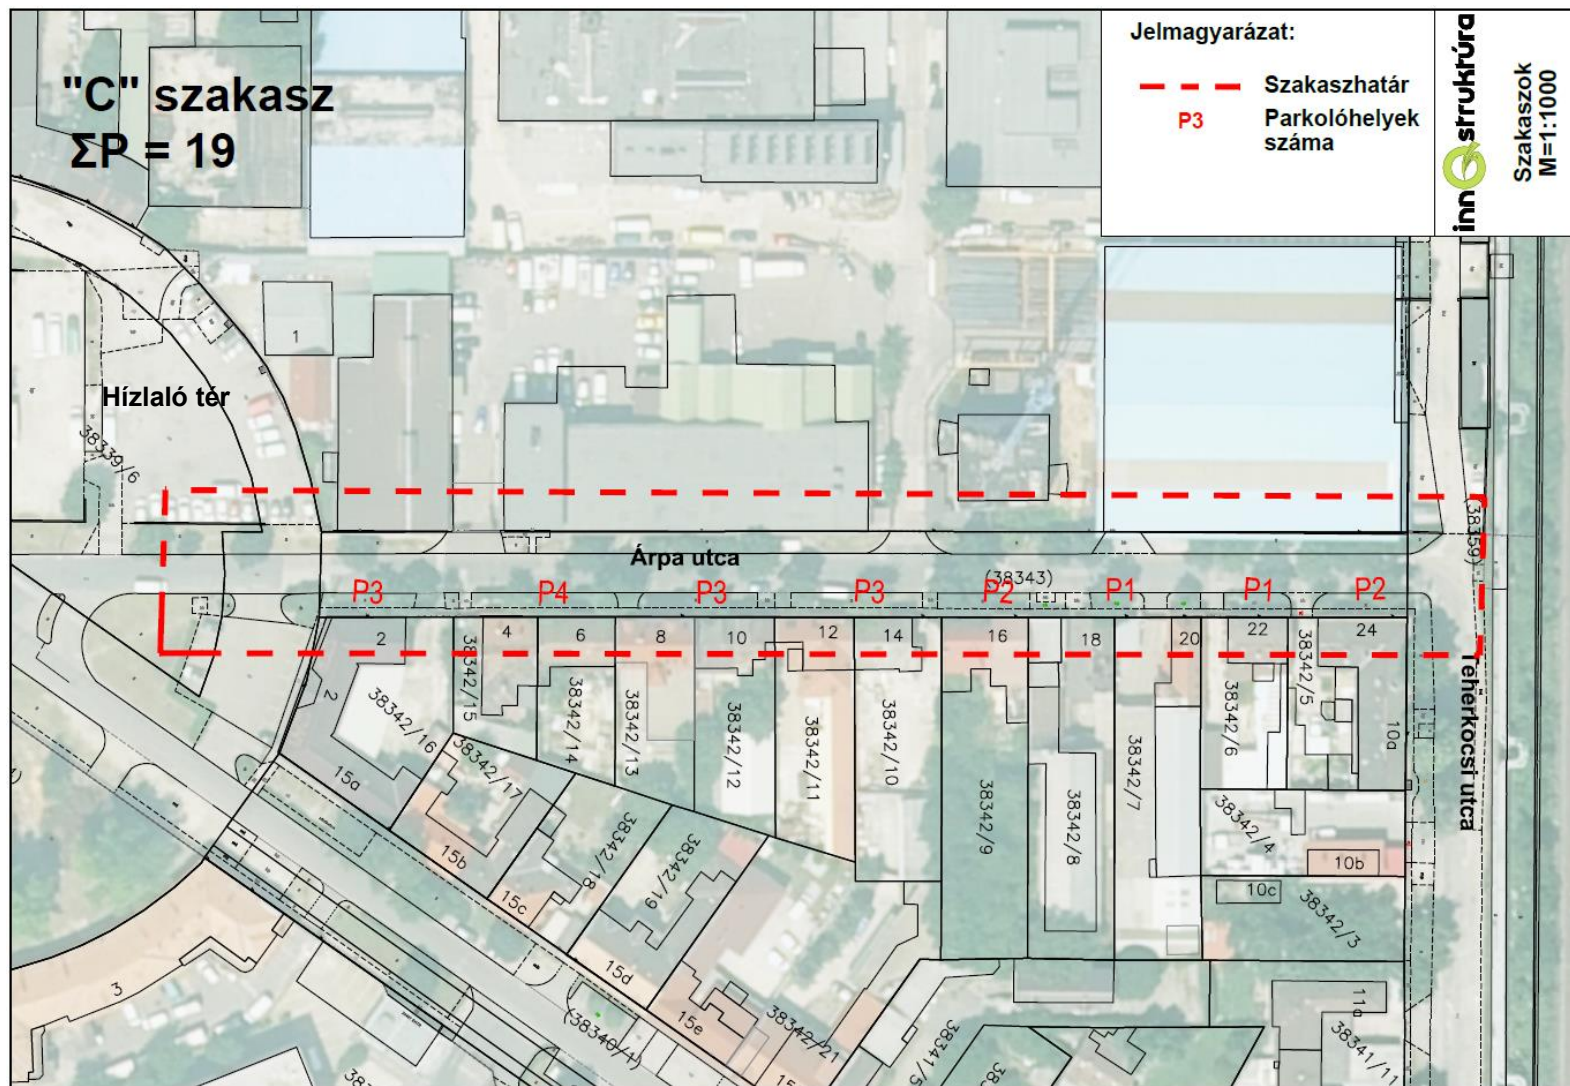 "C" szakasz
ΣP = 19
Jelmagyarázat:
Szakaszhatár
P3
Parkolóhelyek
száma
innostruktúra
Szakaszok
M=1:1000
1
Hízlaló tér
38339/6
Árpa utca
(38343)
(38359)
P3
P4
P3
P3
P2
P1
P1
P2
2
4
6
8
10
12
14
16
18
20
22
24
2
38342/16
38342/15
38342/14
38342/13
38342/12
38342/11
38342/10
38342/9
38342/8
38342/7
38342/6
38342/5
10a
Tehérkocsi utca
15a
38342/17
15b
38342/18
15c
38342/19
15d
15e
38342/21
38342/4
10b
10c
38342/3
3
(38340/1)
38341/5
11a
38341/11